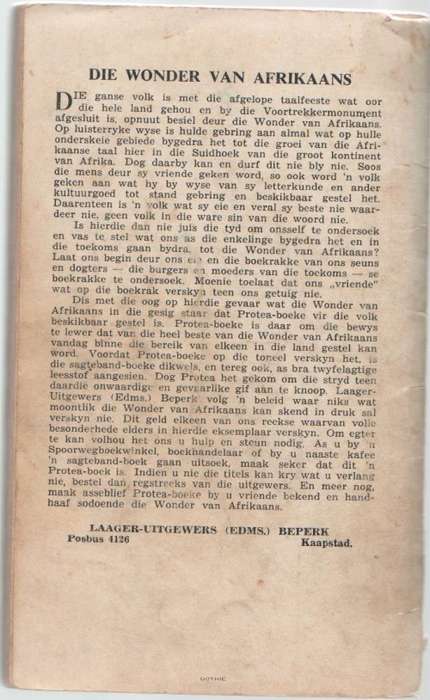 DIE WONDER VAN AFRIKAANS
DIE ganse volk is met die afgelope taalfeeste wat oor
die hele land gehou en by die Voortrekkermonument
afgesluit is, opnuut besiel deur die Wonder van Afrikaans.
Op luisterryke wyse is hulde gebring aan almal wat op hulle
onderskeie gebiede bygedra het tot die groei van die Afri-
kaanse taal hier in die Suidhoek van die groot kontinent
van Afrika. Dog daarby kan en durf dit nie bly nie. Soos
die mens deur sy vriende geken word, so ook word 'n volk
geken aan wat hy by wyse van sy letterkunde en ander
kultuurgoed tot stand gebring en beskikbaar gestel het.
Daarenteen is 'n volk wat sy eie en veral sy beste nie waar-
deer nie, geen volk in die ware sin van die woord nie.
Is hierdie dan nie juis die tyd om onsself te ondersoek
en vas te stel wat ons as die enkelinge bygedra het en in
die toekoms gaan bydra, tot die Wonder van Afrikaans?
Laat ons begin deur ons eie en die boekrakke van ons seuns
en dogters — die burgers en moeders van die toekoms — se
boekrakke te ondersoek. Moenie toelaat dat ons „vriende"
wat op die boekrak verskyn teen ons getuig nie.
Dis met die oog op hierdie gevaar wat die Wonder van
Afrikaans in die gesig staar dat Protea-boeke vir die volk
beskikbaar gestel is. Protea-boeke is daar om die bewys
te lewer dat van die heel beste van die Wonder van Afrikaans
vandag binne die bereik van elkeen in die land gestel kan
word. Voordat Protea-boeke op die toneel verskyn het, is
die sagteband-boeke dikwels, en tereg ook, as bra twyfelagtige
leesstof aangesien. Dog Protea het gekom om die stryd teen
daardie onwaardige en gevaarlike gif aan te knoop. Laager-
Uitgewers (Edms.) Beperk volg 'n beleid waar niks wat
moontlik die Wonder van Afrikaans kan skend in druk sal
verskyn nie. Dit geld elkeen van ons reekse waarvan volle
besonderhede elders in hierdie eksemplaar verskyn. Om egter
te kan volhou het ons u hulp en steun nodig. As u by 'n
Spoorwegboekwinkel, boekhandelaar of by u naaste kafee
'n sagteband-boek gaan uitsoek, maak seker dat dit 'n
Protea-boek is. Indien u nie die titels kan kry wat u verlang
nie, bestel dan regstreeks van die uitgewers. En meer nog,
maak asseblief Protea-boeke by u vriende bekend en hand-
haaf sodoende die Wonder van Afrikaans.
LAAGER-UITGEWERS (EDMS.) BEPERK
Posbus 4126 Kaapstad.
GOTHIC